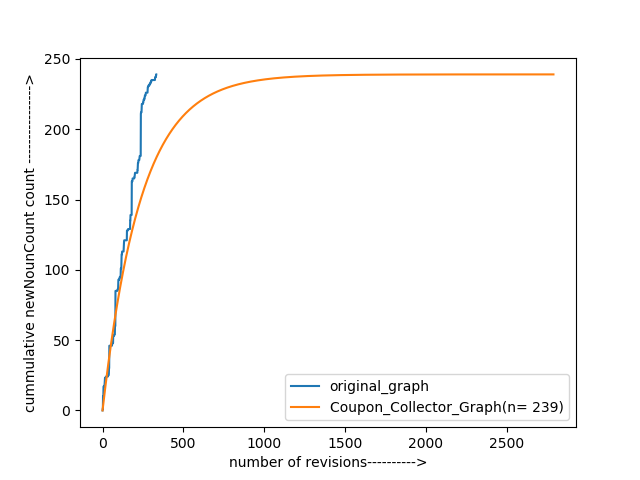 250
200
150
100
50
0
cummulative newNounCount count ---------------->
original_graph
Coupon_Collector_Graph(n= 239)
0 500 1000 1500 2000 2500
number of revisions---------->